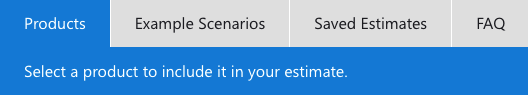 Products Example Scenarios Saved Estimates FAQ
Select a product to include it in your estimate.